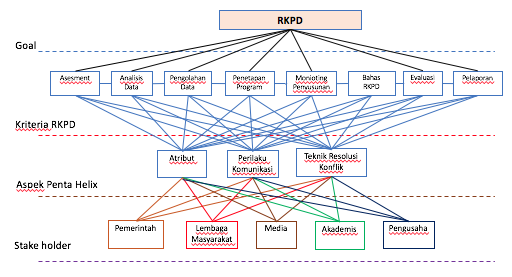 RKPD
Goal
Asesment
Analisis
Data
Pengolahan
Data
Penetapan
Program
Monioting
Penyusunan
Bahas
RKPD
Evaluasi
Pelaporan
Kriteria RKPD
Atribut
Perilaku
Komunikasi
Teknik Resolusi
Konflik
Aspek Penta Helix
Pemerintah
Lembaga
Masyarakat
Media
Akademis
Pengusaha
Stake holder